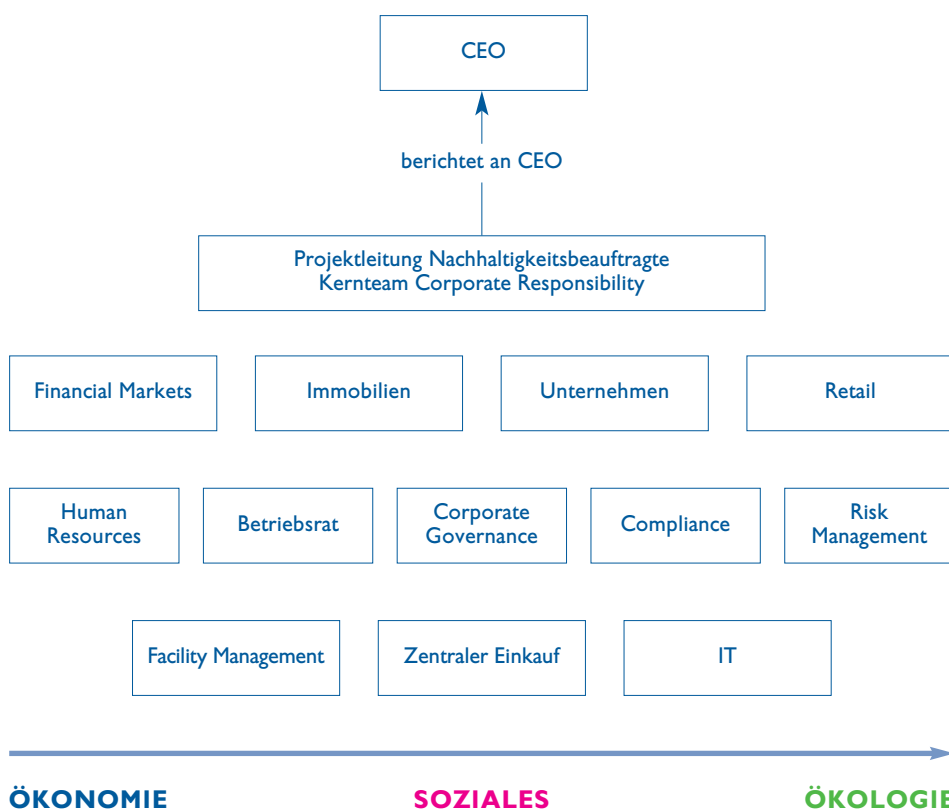 CEO
berichtet an CEO
Projektleitung Nachhaltigkeitsbeauftragte
Kernteam Corporate Responsibility
Financial Markets
Immobilien
Unternehmen
Retail
Human
Resources
Betriebsrat
Corporate
Governance
Compliance
Risk
Management
Facility Management
Zentraler Einkauf
IT
ÖKONOMIE
SOZIALES
ÖKOLOGIE